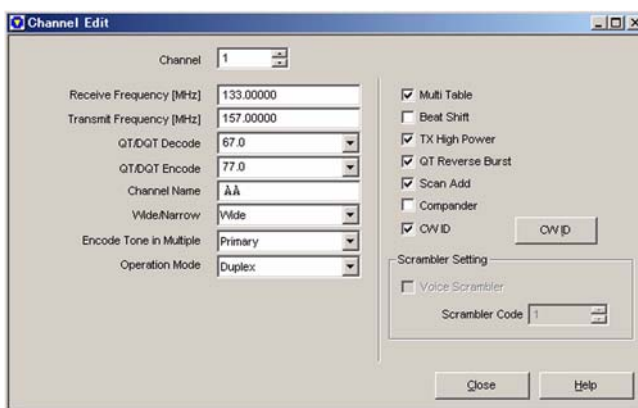 Channel Edit
Channel 1
Receive Frequency [MHz] 133.00000
Transmit Frequency [MHz] 157.00000
QT/DQT Decode 67.0
QT/DQT Encode 77.0
Channel Name ÀÀ
Wide/Narrow Wide
Encode Tone in Multiple Primary
Operation Mode Duplex
Multi Table
Beat Shift
TX High Power
QT Reverse Burst
Scan Add
Compander
CW ID CW ID
Scrambler Setting
Voice Scrambler
Scrambler Code 1
Close Help